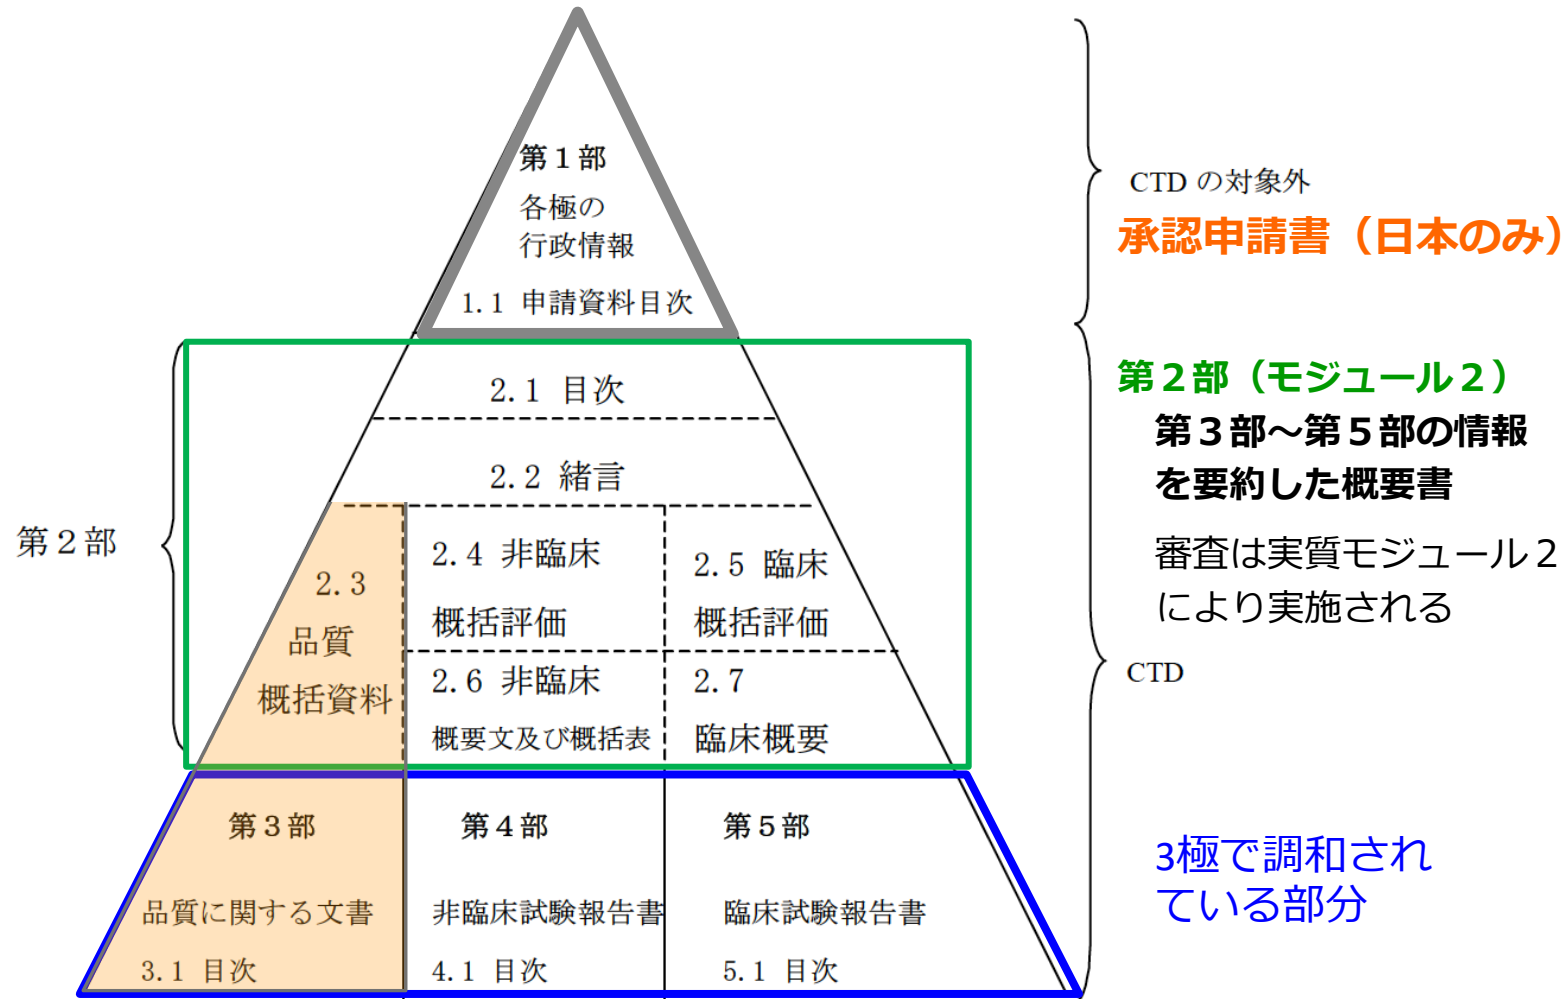 第１部
各極の
行政情報
1.1 申請資料目次
CTD の対象外
承認申請書（日本のみ）
第２部
2.1 目次
2.2 緒言
2.3
品質
概括資料
2.4 非臨床
概括評価
2.5 臨床
概括評価
2.6 非臨床
概要文及び概括表
2.7
臨床概要
第２部（モジュール２）
第３部～第５部の情報
を要約した概要書
審査は実質モジュール２
により実施される
CTD
第３部
品質に関する文書
3.1 目次
第４部
非臨床試験報告書
4.1 目次
第５部
臨床試験報告書
5.1 目次
3極で調和され
ている部分